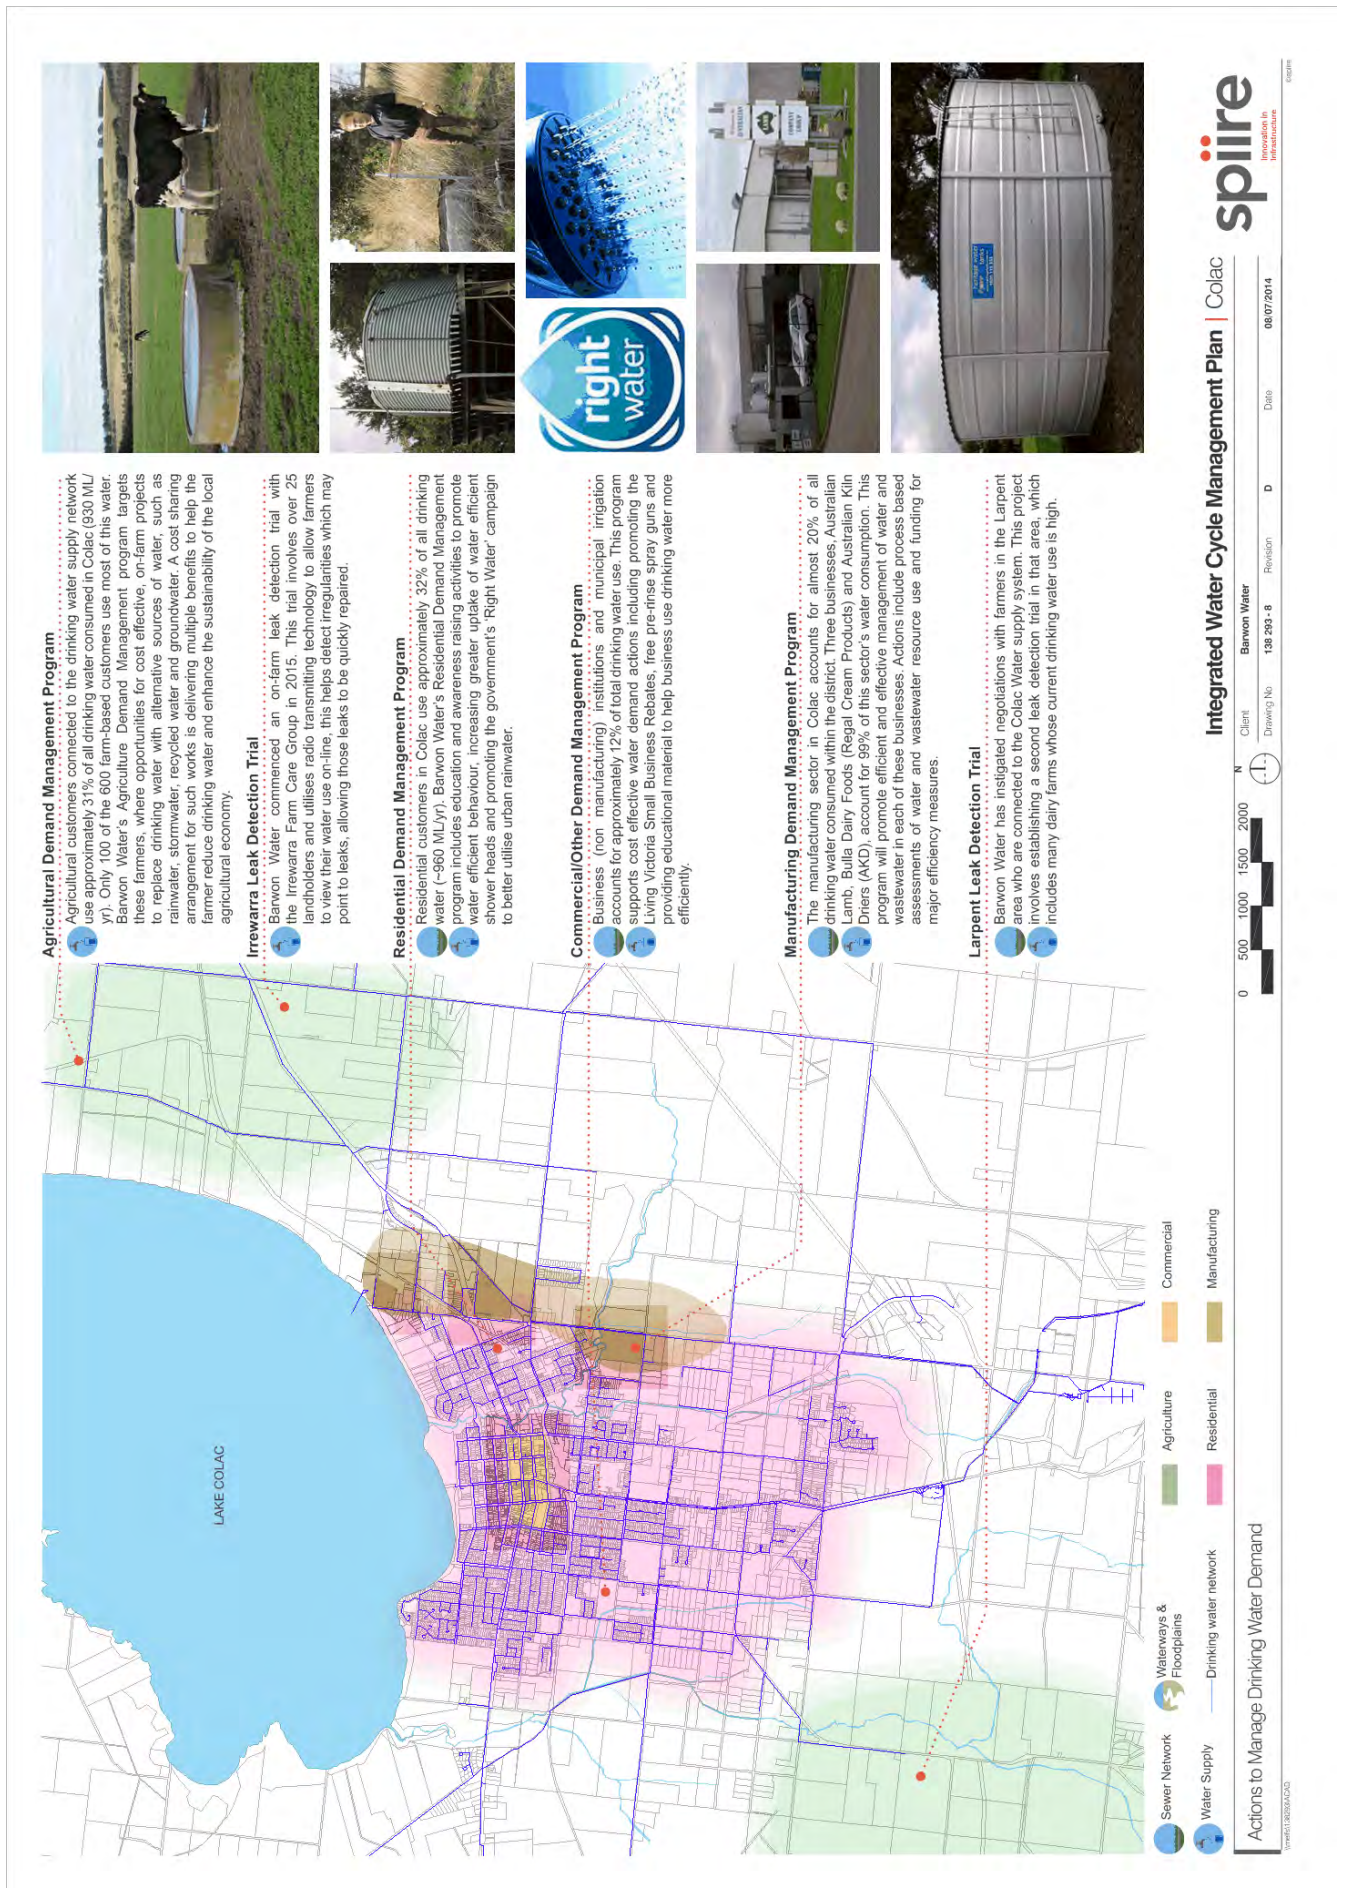 Agricultural Demand Management Program
Agricultural customers connected to the drinking water supply network
use approximately 31% of all drinking water consumed in Colac (930 ML/
yr). Only 100 of the 600 farm-based customers use most of this water.
Barwon Water's Agriculture Demand Management program targets
these farmers, where opportunities for cost effective, on-farm projects
to replace drinking water with alternative sources of water, such as
rainwater, stormwater, recycled water and groundwater. A cost sharing
arrangement for such works is delivering multiple benefits to help the
farmer reduce drinking water and enhance the sustainability of the local
agricultural economy.
Irrewarra Leak Detection Trial
Barwon Water commenced an on-farm leak detection trial with
the Irrewarra Farm Care Group in 2015. This trial involves over 25
landholders and utilises radio transmitting technology to allow farmers
to view their water use on-line, this helps detect irregularities which may
point to leaks, allowing those leaks to be quickly repaired.
Residential Demand Management Program
Residential customers in Colac use approximately 32% of all drinking
water (~960 ML/yr). Barwon Water's Residential Demand Management
program includes education and awareness raising activities to promote
water efficient behaviour, increasing greater uptake of water efficient
shower heads and promoting the government's 'Right Water' campaign
to better utilise urban rainwater.
Commercial/Other Demand Management Program
Business (non manufacturing) institutions and municipal irrigation
accounts for approximately 12% of total drinking water use. This program
supports cost effective water demand actions including promoting the
Living Victoria Small Business Rebates, free pre-rinse spray guns and
providing educational material to help business use drinking water more
efficiently.
Manufacturing Demand Management Program
The manufacturing sector in Colac accounts for almost 20% of all
drinking water consumed within the district. Three businesses, Australian
Lamb, Bulla Dairy Foods (Regal Cream Products) and Australian Kiln
Driers (AKD), account for 99% of this sector's water consumption. This
program will promote efficient and effective management of water and
wastewater in each of these businesses. Actions include process based
assessments of water and wastewater resource use and funding for
major efficiency measures.
Larpent Leak Detection Trial
Barwon Water has instigated negotiations with farmers in the Larpent
area who are connected to the Colac Water supply system. This project
involves establishing a second leak detection trial in that area, which
includes many dairy farms whose current drinking water use is high.
right
water
LAKE COLAC
Sewer Network
Waterways &
Floodplains
Agriculture
Commercial
Water Supply
Drinking water network
Residential
Manufacturing
0 500 1000 1500 2000
N
Actions to Manage Drinking Water Demand
Integrated Water Cycle Management Plan | Colac
Client Barwon Water
Drawing No 138 293 - 8 Revision D Date 08/07/2014
spiire
Innovation in
Infrastructure
©spiire